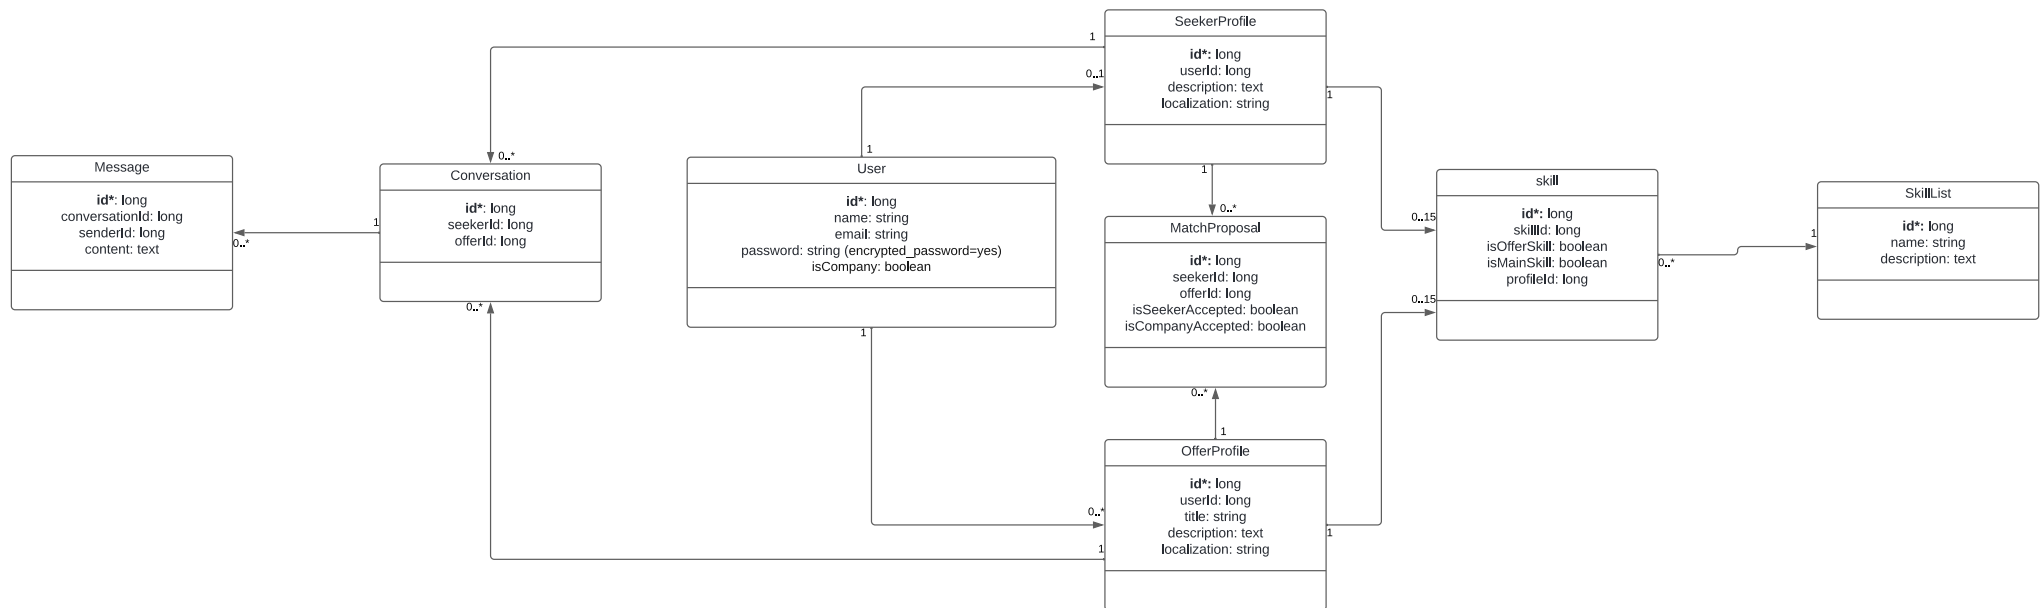 SeekerProfile
id*: long
userId: long
description: text
localization: string
1
0..1
1
1
0..*
Message
id*: long
conversationId: long
senderId: long
content: text
0..*
1
Conversation
id*: long
seekerId: long
offerId: long
0..*
1
User
id*: long
name: string
email: string
password: string (encrypted_password=yes)
isCompany: boolean
1
0..*
MatchProposal
id*: long
seekerId: long
offerId: long
isSeekerAccepted: boolean
isCompanyAccepted: boolean
0..*
1
OfferProfile
id*: long
userId: long
title: string
description: text
localization: string
0..*
1
1
0..15
0..15
skill
id*: long
skillId: long
isOfferSkill: boolean
isMainSkill: boolean
profileId: long
0..*
1
SkillList
id*: long
name: string
description: text